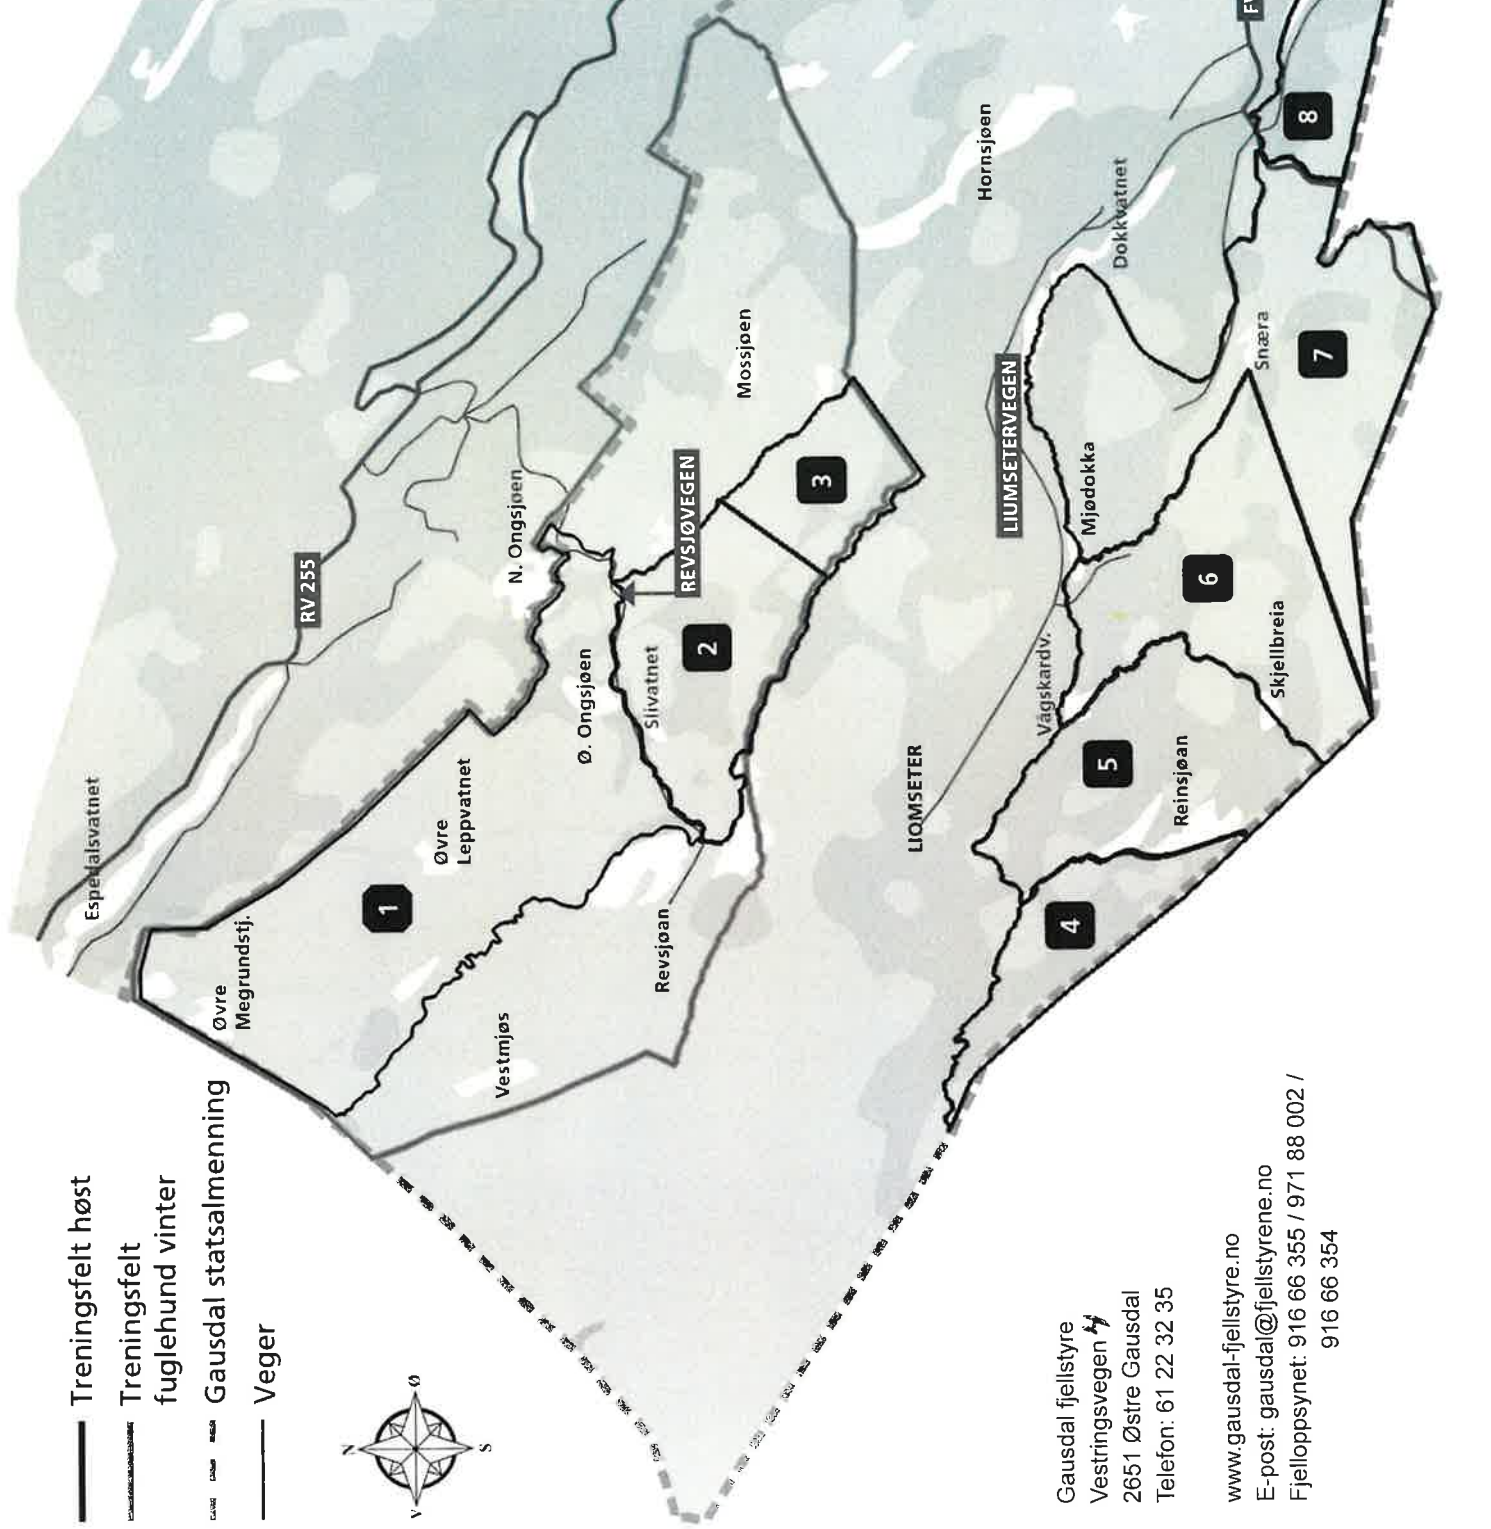 Treningsfelt høst
Treningsfelt
fuglehund vinter
Gausdal statsalmenning
Veger
N
V
Ø
S
Espedalsvatnet
RV 255
Øvre
Megrundstj.
1
Øvre
Leppvatnet
N. Ongsjøen
Ø. Ongsjøen
Vestmjøs
Slivatnet
2
REVSJØVEGEN
Revsjøan
Mossjøen
3
LIOMSETER
Hornsjøen
LIUMSETERVEGEN
Vågskardv.
Mjødokka
Dokkvatnet
4
5
Reinsjøan
6
Skjellbreia
Snæra
7
8
Gausdal fjellstyre
Vestringsvegen 4
2651 Østre Gausdal
Telefon: 61 22 32 35
www.gausdal-fjellstyre.no
E-post: gausdal@fjellstyrene.no
Fjelloppsynet: 916 66 355 / 971 88 002 /
916 66 354